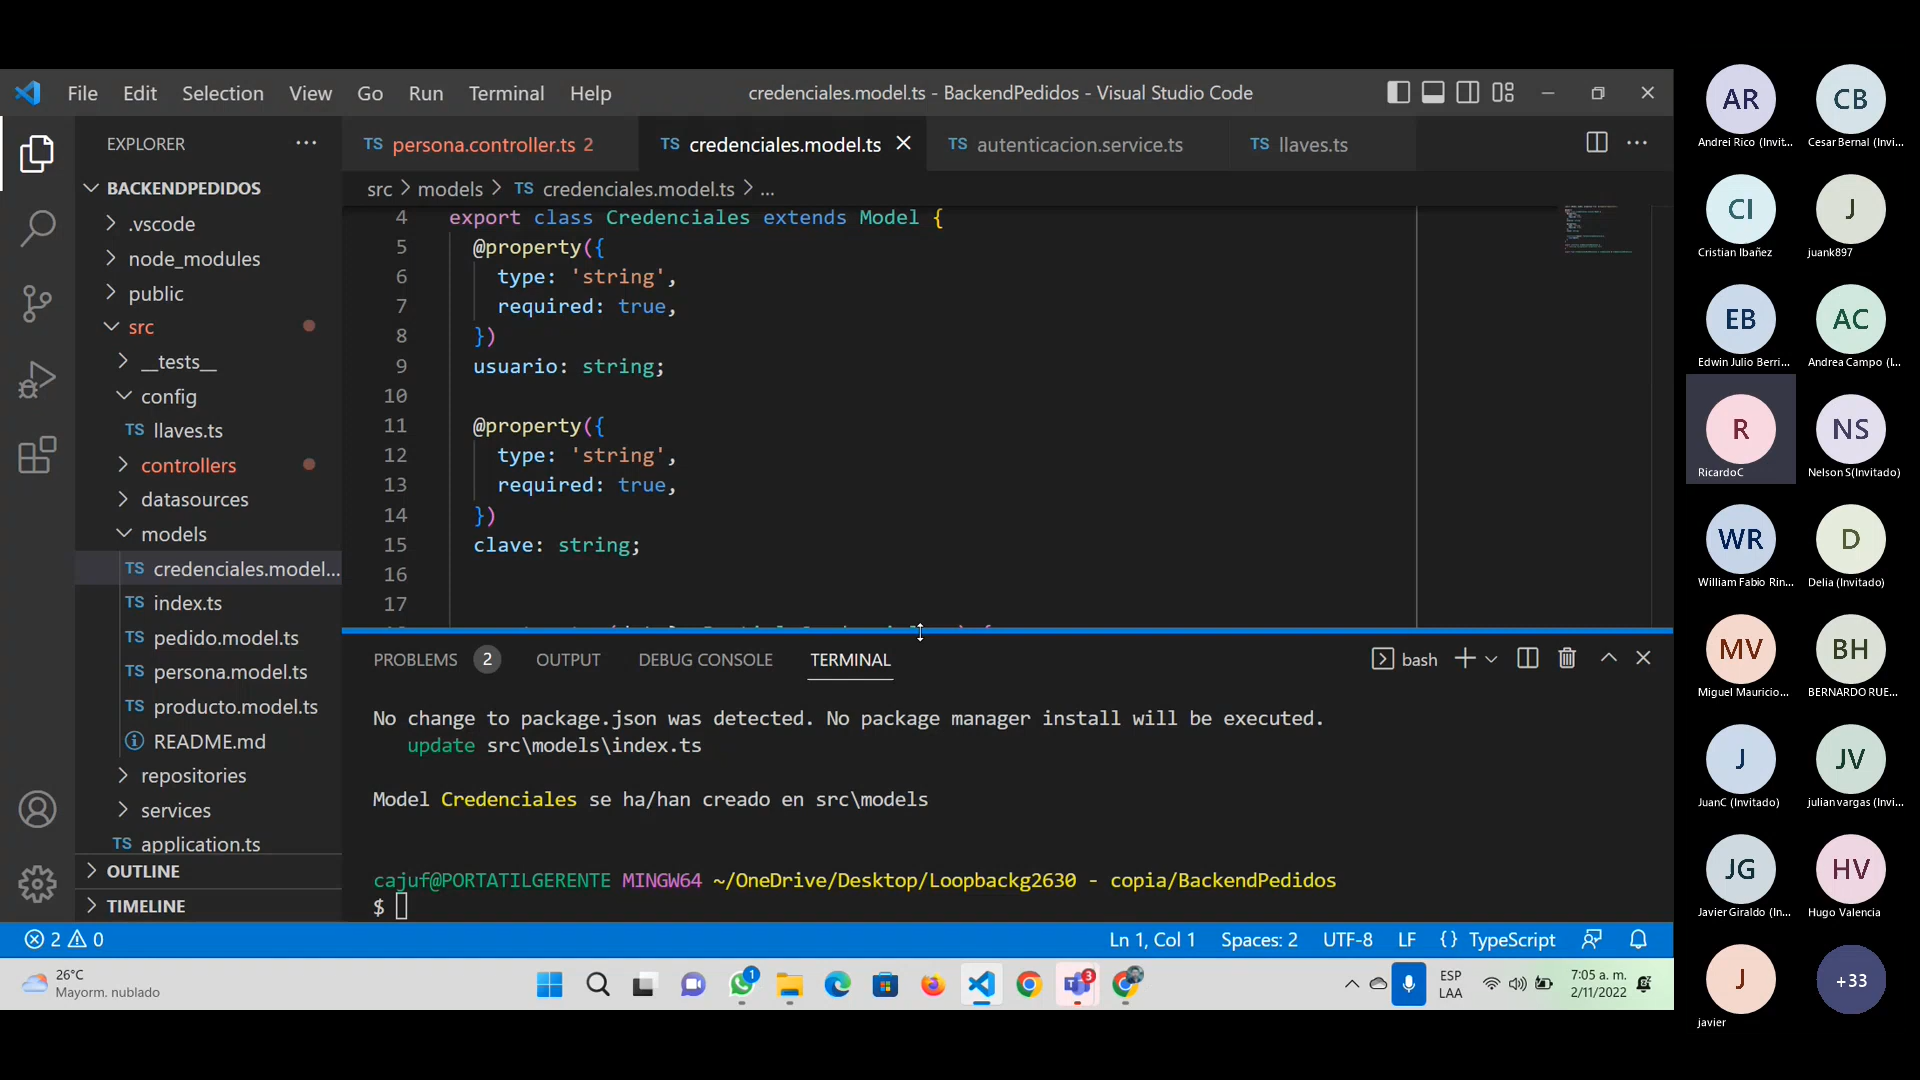 File Edit Selection View Go Run Terminal Help
credenciales.model.ts - BackendPedidos - Visual Studio Code
EXPLORER
TS persona.controller.ts 2
TS credenciales.model.ts
TS autenticacion.service.ts
TS llaves.ts
BACKENDPEDIDOS
.vscode
node_modules
public
src
__tests__
config
TS llaves.ts
controllers
datasources
models
TS credenciales.model...
TS index.ts
TS pedido.model.ts
TS persona.model.ts
TS producto.model.ts
README.md
repositories
services
TS application.ts
OUTLINE
TIMELINE
src > models > TS credenciales.model.ts > ...
4 export class Credenciales extends Model {
5 @property({
6 type: 'string',
7 required: true,
8 })
9 usuario: string;
10
11 @property({
12 type: 'string',
13 required: true,
14 })
15 clave: string;
16
17
PROBLEMS 2 OUTPUT DEBUG CONSOLE TERMINAL
bash
No change to package.json was detected. No package manager install will be executed.
update src\models\index.ts
Model Credenciales se ha/han creado en src\models
cajuf@PORTATILGERENTE MINGW64 ~/OneDrive/Desktop/Loopbackg2630 - copia/BackendPedidos
$
2 0
Ln 1, Col 1 Spaces: 2 UTF-8 LF {} TypeScript
26°C
Mayorm. nublado
1
3
ESP
LAA
7:05 a. m.
2/11/2022
AR
Andrei Rico (Invit...
CB
Cesar Bernal (Invi...
CI
Cristian Ibañez
J
juank897
EB
Edwin Julio Berri...
AC
Andrea Campo (I...
R
RicardoC
NS
Nelson S(Invitado)
WR
William Fabio Rin...
D
Delia (Invitado)
MV
Miguel Mauricio...
BH
BERNARDO RUE...
J
JuanC (Invitado)
JV
julian vargas (Invi...
JG
Javier Giraldo (In...
HV
Hugo Valencia
J
javier
+33